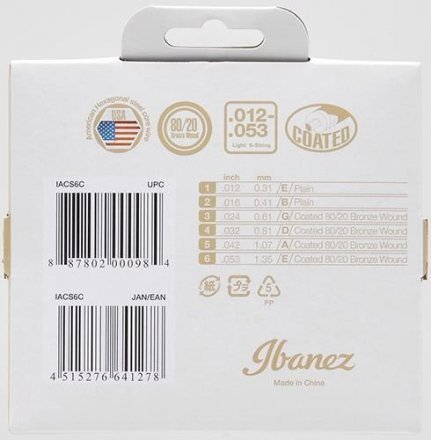 American Hexagonal steel core wire
USA
80/20
Bronze Wound
.012-
.053
Light 6-String
COATED
IACS6C UPC
8 87802 00098 4
IACS6C JAN/EAN
4 515276 641278
inch mm
1 .012 0.31 E/Plain
2 .016 0.41 B/Plain
3 .024 0.61 G/Coated 80/20 Bronze Wound
4 .032 0.81 D/Coated 80/20 Bronze Wound
5 .042 1.07 A/Coated 80/20 Bronze Wound
6 .053 1.35 E/Coated 80/20 Bronze Wound
紙 プラ 5
PP
Ibanez
Made in China